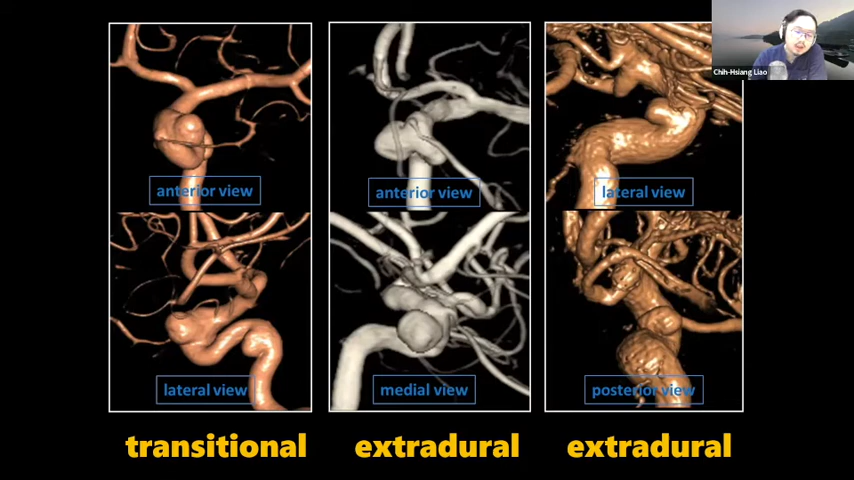 Chih-Hsiang Liao
anterior view
anterior view
lateral view
lateral view
medial view
posterior view
transitional
extradural
extradural